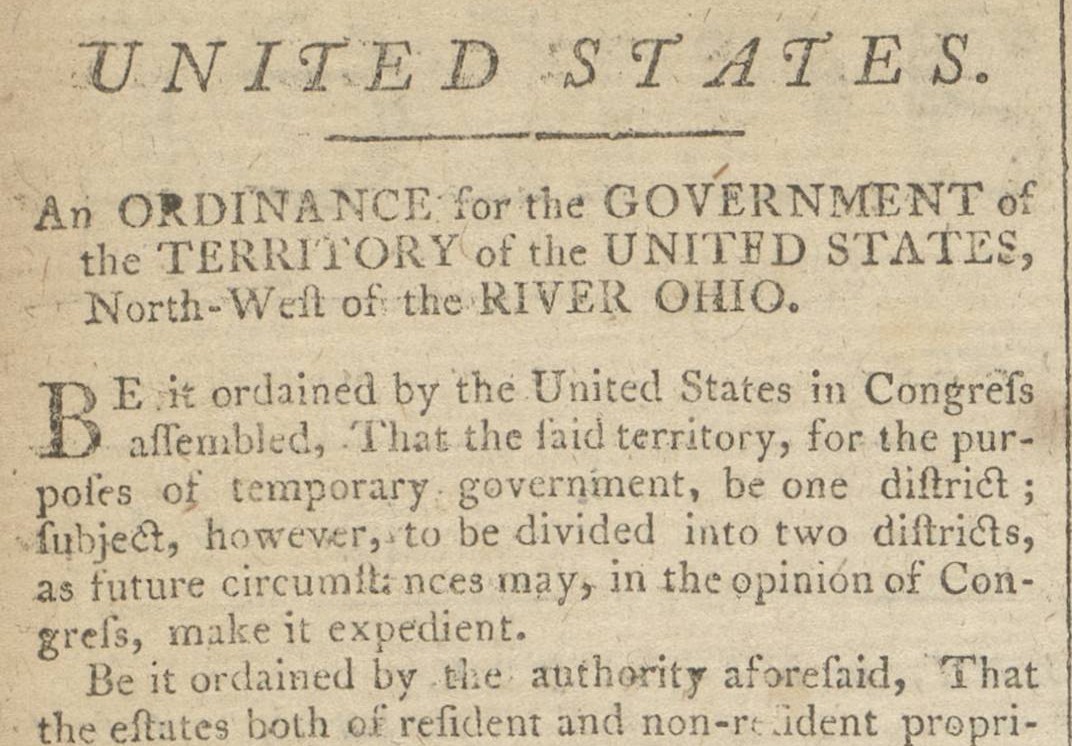 UNITED STATES.
An ORDINANCE for the GOVERNMENT of
the TERRITORY of the UNITED STATES,
North-Weſt of the RIVER OHIO.
BE it ordained by the United States in Congreſs
aſſembled, That the ſaid territory, for the pur-
poſes of temporary government, be one diſtrict ;
ſubject, however, to be divided into two diſtricts,
as future circumſtances may, in the opinion of Con-
greſs, make it expedient.
Be it ordained by the authority aforeſaid, That
the eſtates both of reſident and non-reſident propri-